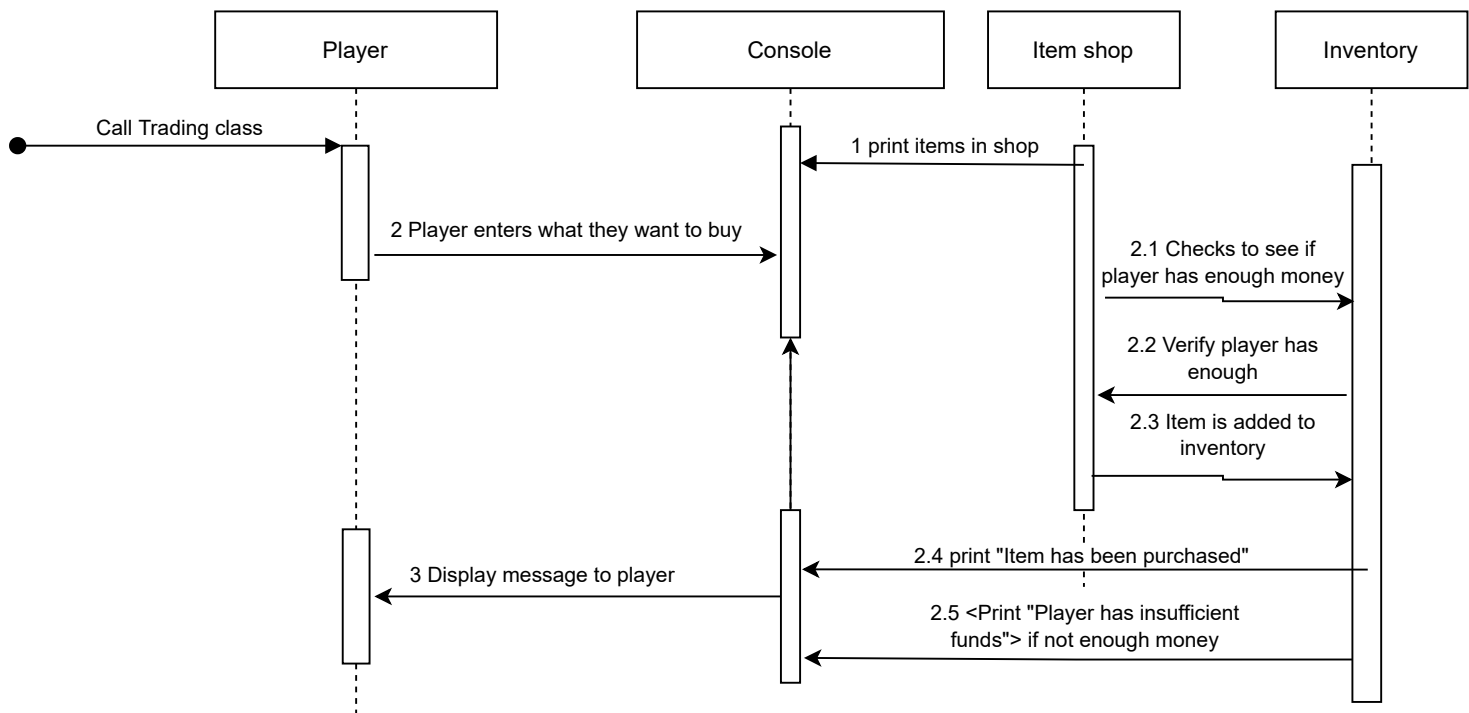 Player
Console
Item shop
Inventory
Call Trading class
1 print items in shop
2 Player enters what they want to buy
2.1 Checks to see if
player has enough money
2.2 Verify player has
enough
2.3 Item is added to
inventory
2.4 print "Item has been purchased"
3 Display message to player
2.5 <Print "Player has insufficient
funds"> if not enough money